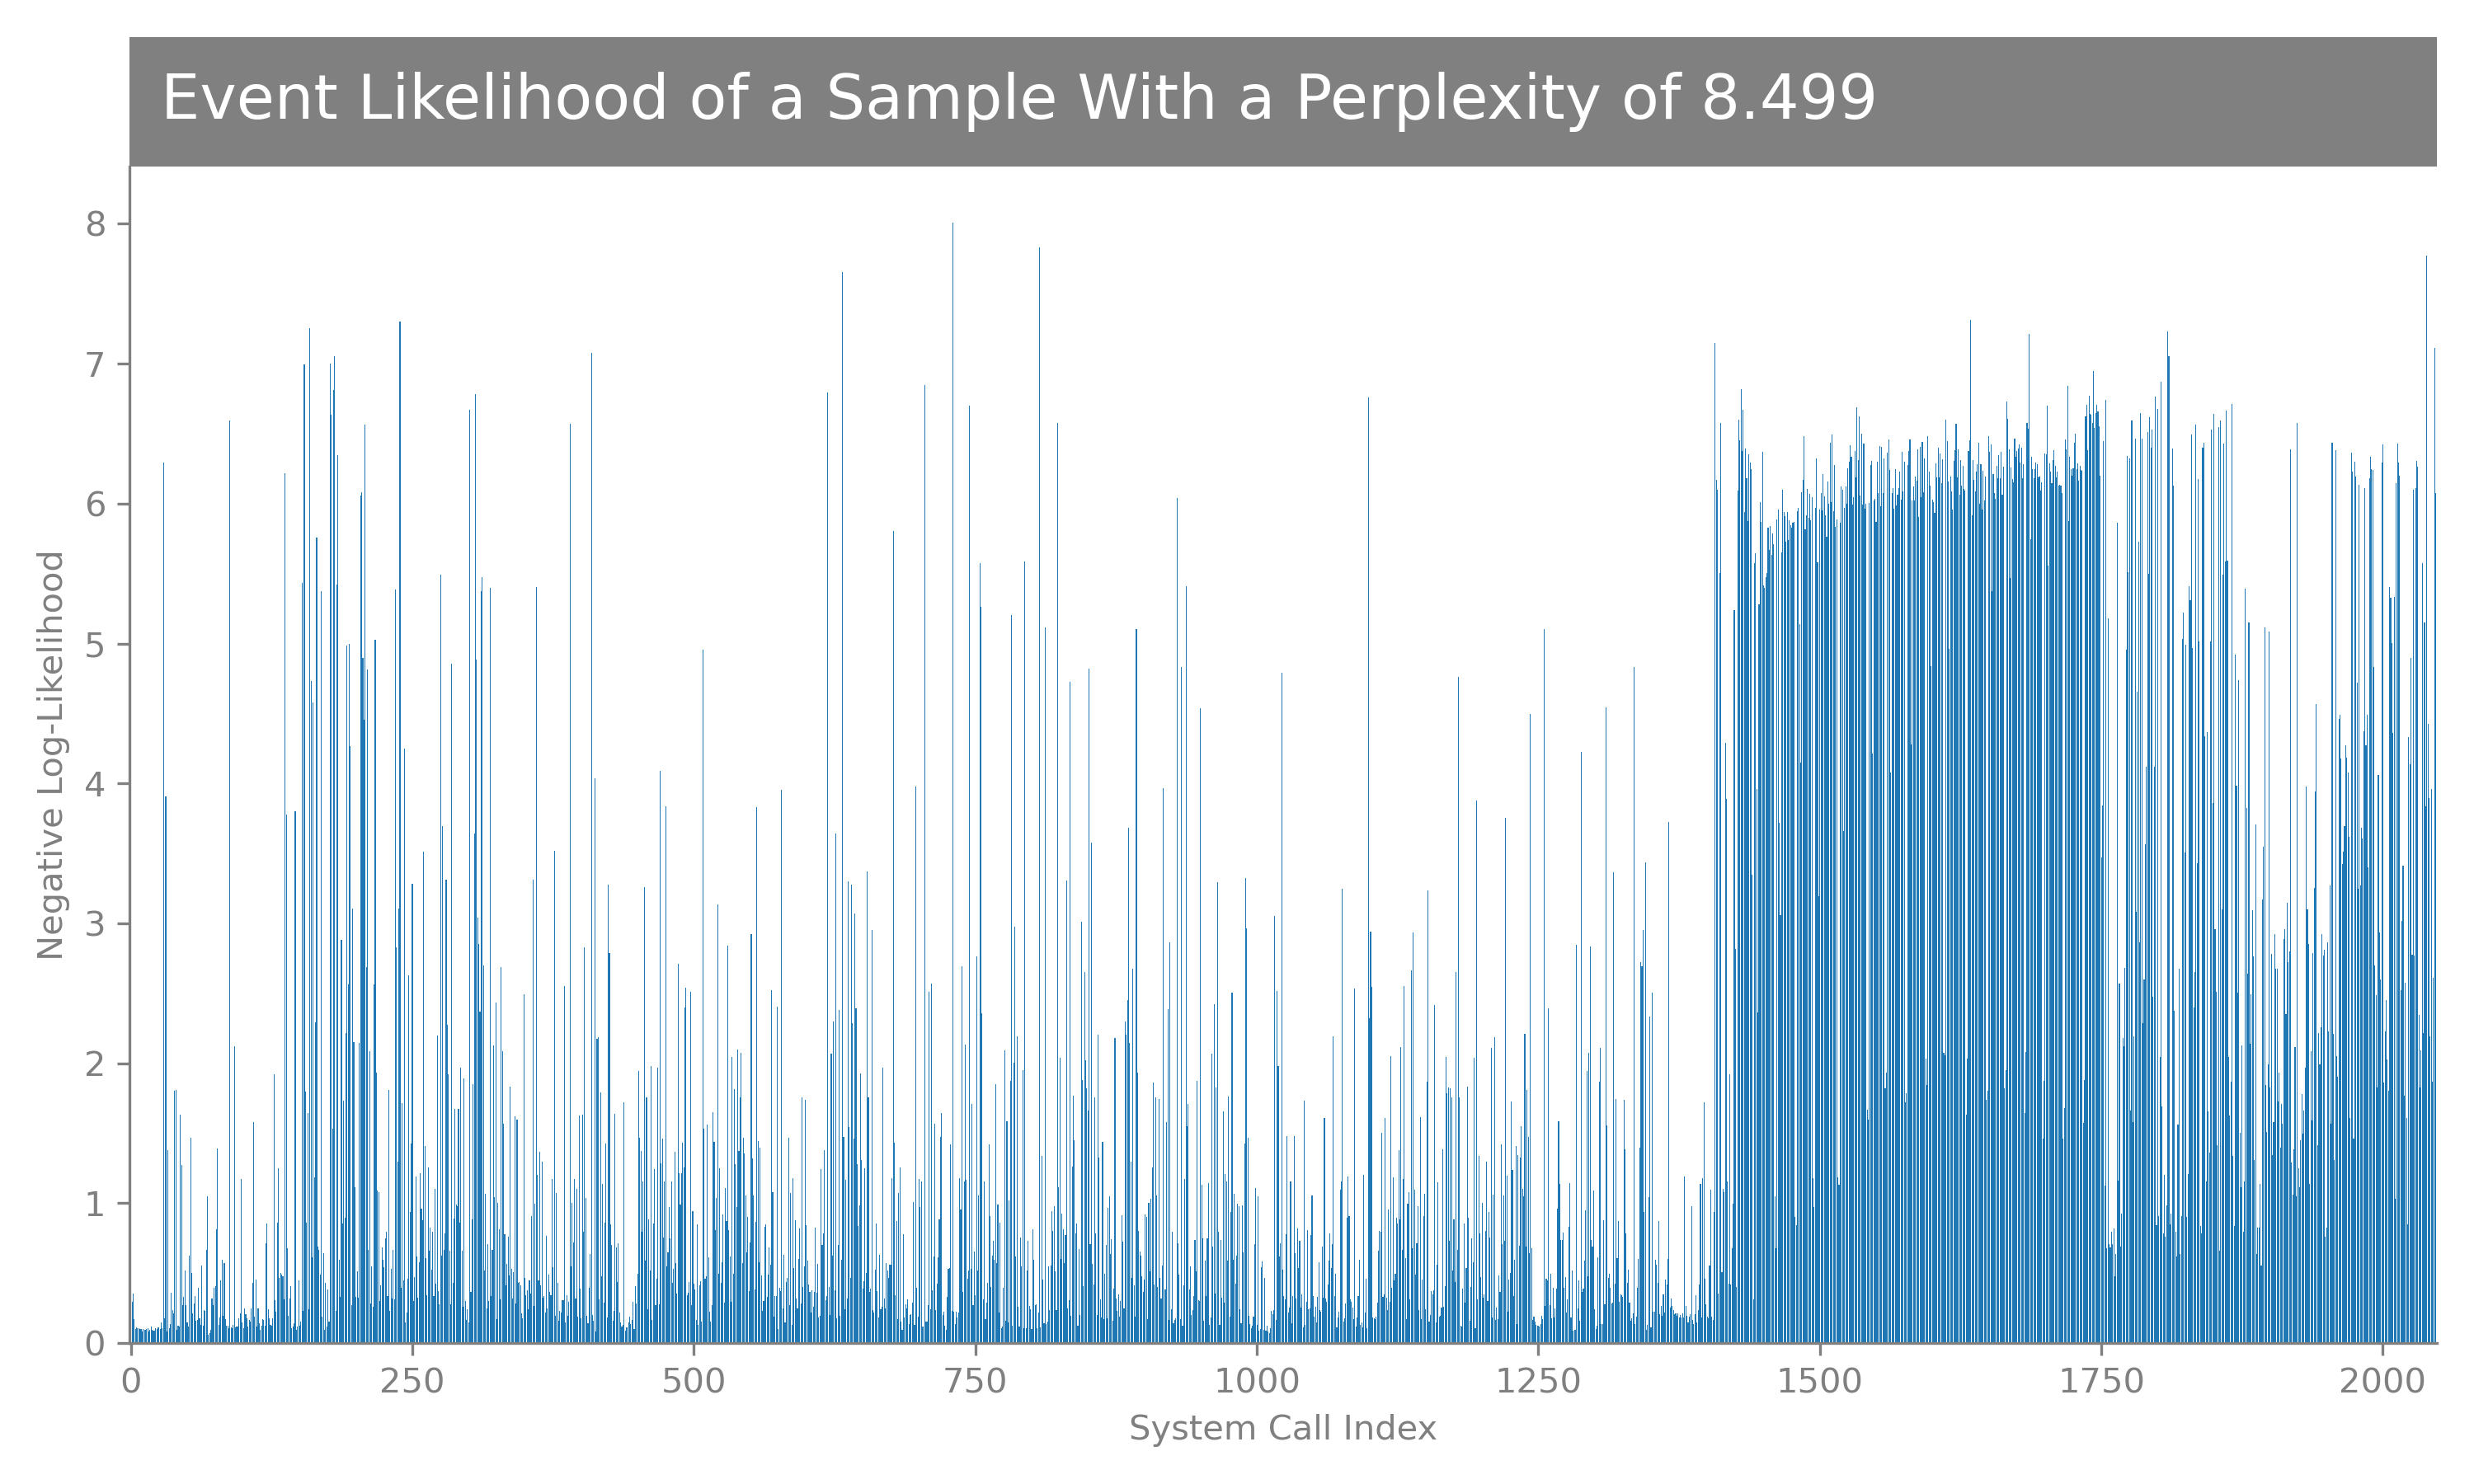 Event Likelihood of a Sample With a Perplexity of 8.499
8
7
6
5
4
3
2
1
0
Negative Log-Likelihood
0 250 500 750 1000 1250 1500 1750 2000
System Call Index